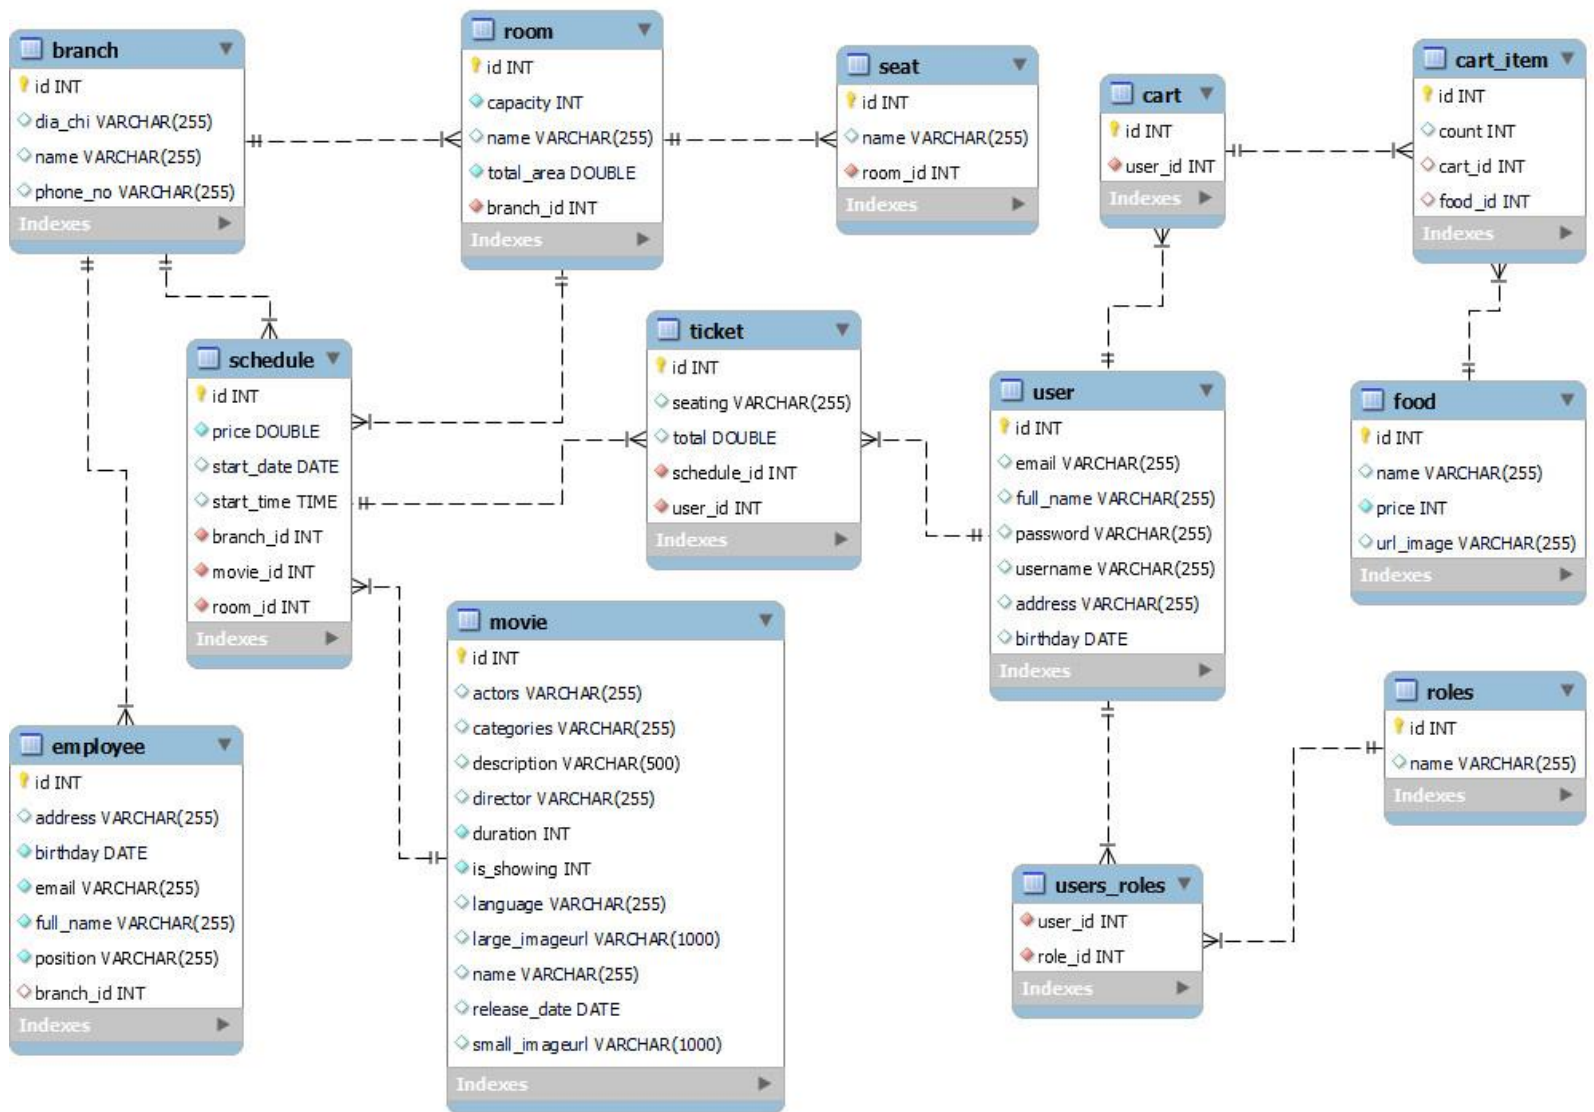 branch
id INT
dia_chi VARCHAR(255)
name VARCHAR(255)
phone_no VARCHAR(255)
Indexes
room
id INT
capacity INT
name VARCHAR(255)
total_area DOUBLE
branch_id INT
Indexes
seat
id INT
name VARCHAR(255)
room_id INT
Indexes
cart
id INT
user_id INT
Indexes
cart_item
id INT
count INT
cart_id INT
food_id INT
Indexes
schedule
id INT
price DOUBLE
start_date DATE
start_time TIME
branch_id INT
movie_id INT
room_id INT
Indexes
ticket
id INT
seating VARCHAR(255)
total DOUBLE
schedule_id INT
user_id INT
Indexes
user
id INT
email VARCHAR(255)
full_name VARCHAR(255)
password VARCHAR(255)
username VARCHAR(255)
address VARCHAR(255)
birthday DATE
Indexes
food
id INT
name VARCHAR(255)
price INT
url_image VARCHAR(255)
Indexes
employee
id INT
address VARCHAR(255)
birthday DATE
email VARCHAR(255)
full_name VARCHAR(255)
position VARCHAR(255)
branch_id INT
Indexes
movie
id INT
actors VARCHAR(255)
categories VARCHAR(255)
description VARCHAR(500)
director VARCHAR(255)
duration INT
is_showing INT
language VARCHAR(255)
large_imageurl VARCHAR(1000)
name VARCHAR(255)
release_date DATE
small_imageurl VARCHAR(1000)
Indexes
roles
id INT
name VARCHAR(255)
Indexes
users_roles
user_id INT
role_id INT
Indexes